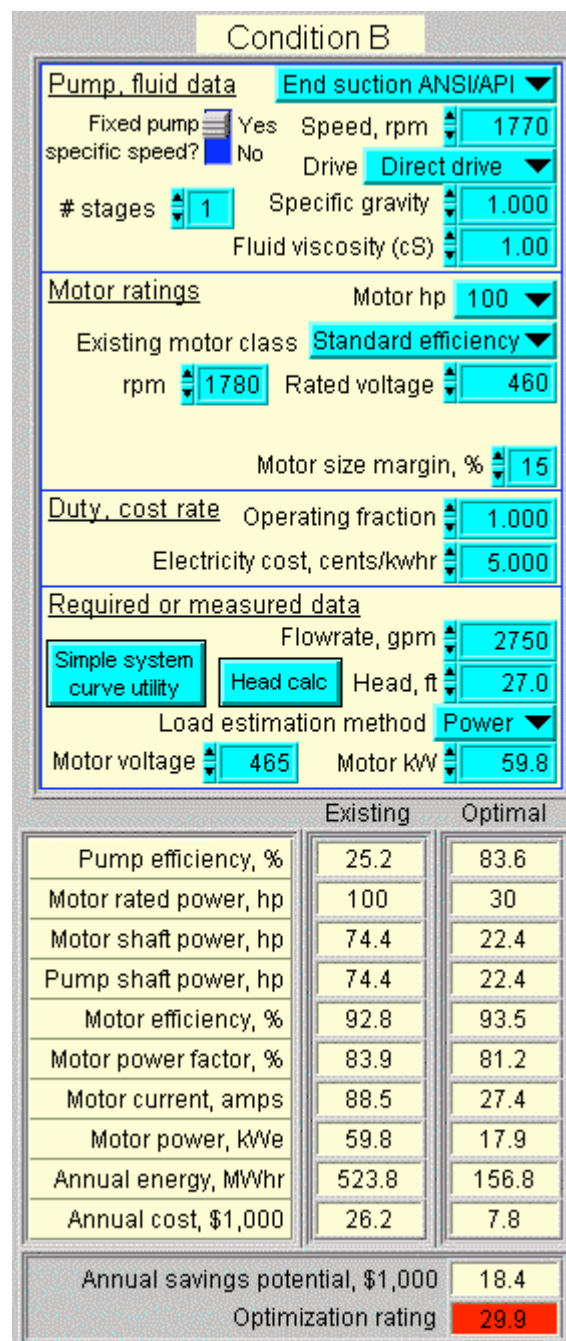 Condition B
Pump, fluid data End suction ANSI/API
Fixed pump specific speed? Yes No Speed, rpm 1770
Drive Direct drive
# stages 1 Specific gravity 1.000
Fluid viscosity (cS) 1.00
Motor ratings Motor hp 100
Existing motor class Standard efficiency
rpm 1780 Rated voltage 460
Motor size margin, % 15
Duty, cost rate Operating fraction 1.000
Electricity cost, cents/kwhr 5.000
Required or measured data
Flowrate, gpm 2750
Simple system curve utility Head calc Head, ft 27.0
Load estimation method Power
Motor voltage 465 Motor kW 59.8
Existing Optimal
Pump efficiency, % 25.2 83.6
Motor rated power, hp 100 30
Motor shaft power, hp 74.4 22.4
Pump shaft power, hp 74.4 22.4
Motor efficiency, % 92.8 93.5
Motor power factor, % 83.9 81.2
Motor current, amps 88.5 27.4
Motor power, kWe 59.8 17.9
Annual energy, MWhr 523.8 156.8
Annual cost, $1,000 26.2 7.8
Annual savings potential, $1,000 18.4
Optimization rating 29.9